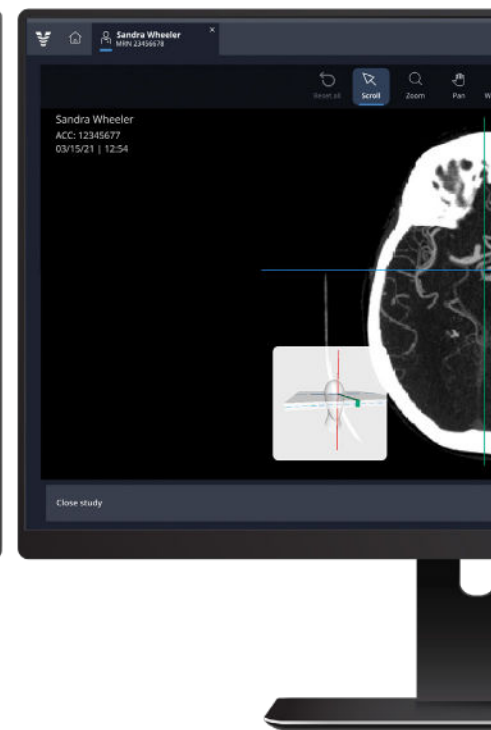 Sandra Wheeler
MRN 23456678
Reset all
Scroll
Zoom
Pan
W
Sandra Wheeler
ACC: 12345677
03/15/21 | 12:54
Close study